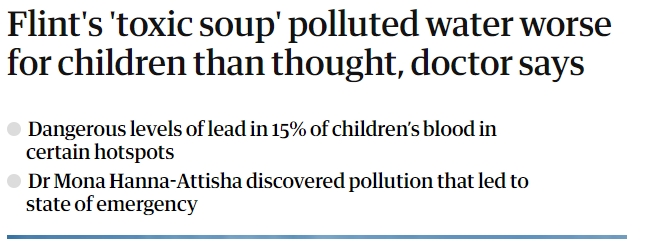 Flint's 'toxic soup' polluted water worse
for children than thought, doctor says
Dangerous levels of lead in 15% of children’s blood in
certain hotspots
Dr Mona Hanna-Attisha discovered pollution that led to
state of emergency